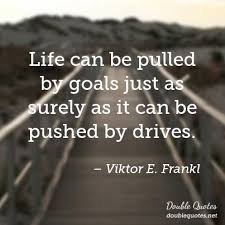 Life can be pulled
by goals just as
surely as it can be
pushed by drives.
– Viktor E. Frankl
Double Quotes
doublequotes.net